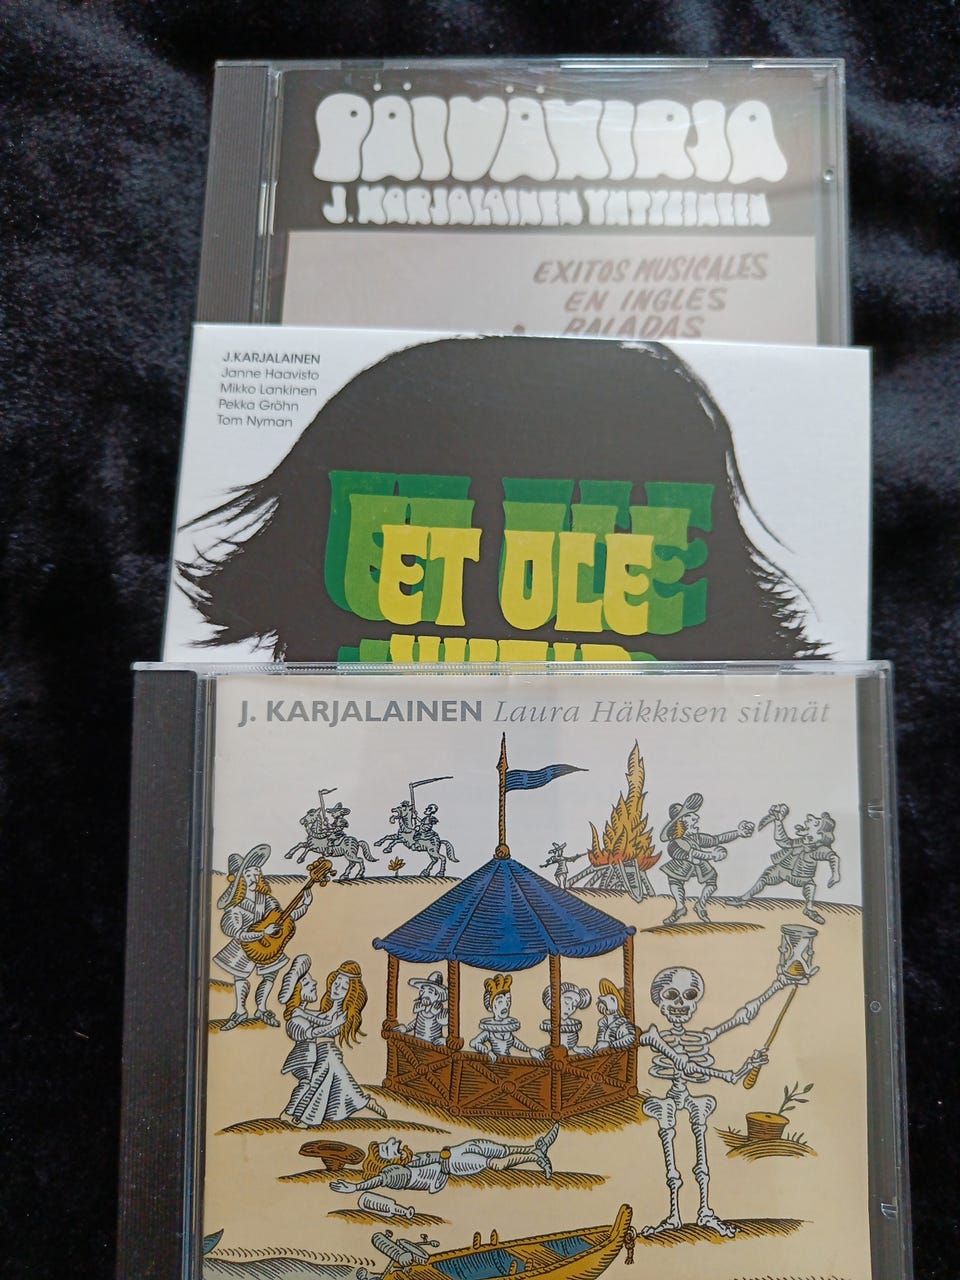 PÄIVÄKIRJA
J. KARJALAINEN YHTYEINEEN
EXITOS MUSICALES
EN INGLES
BALADAS
J.KARJALAINEN
Janne Haavisto
Mikko Lankinen
Pekka Gröhn
Tom Nyman
ET OLE
J. KARJALAINEN Laura Häkkisen silmät